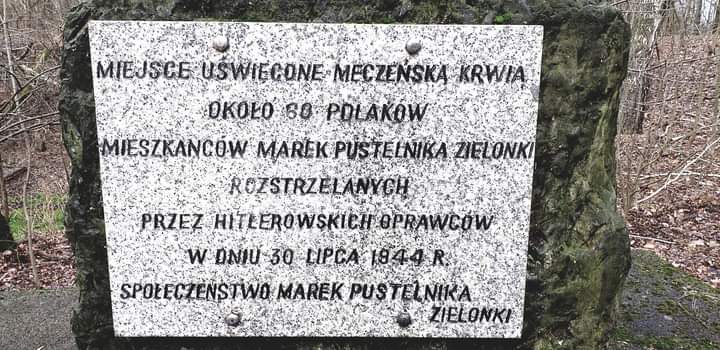 MIEJSCE UŚWIĘCONE MĘCZEŃSKĄ KRWIĄ
OKOŁO 60 POLAKÓW
MIESZKAŃCÓW MAREK PUSTELNIKA ZIELONKI
ROZSTRZELANYCH
PRZEZ HITLEROWSKICH OPRAWCÓW
W DNIU 30 LIPCA 1944 R.
SPOŁECZEŃSTWO MAREK PUSTELNIKA
ZIELONKI